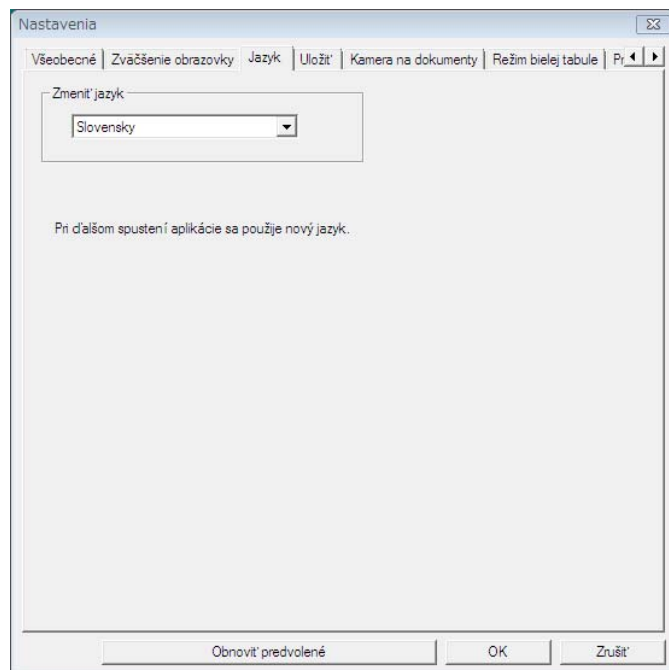 Nastavenia
Všeobecné Zväčšenie obrazovky Jazyk Uložiť Kamera na dokumenty Režim bielej tabule
Zmeniť jazyk
Slovensky
Pri ďalšom spustení aplikácie sa použije nový jazyk.
Obnoviť predvolené OK Zrušiť